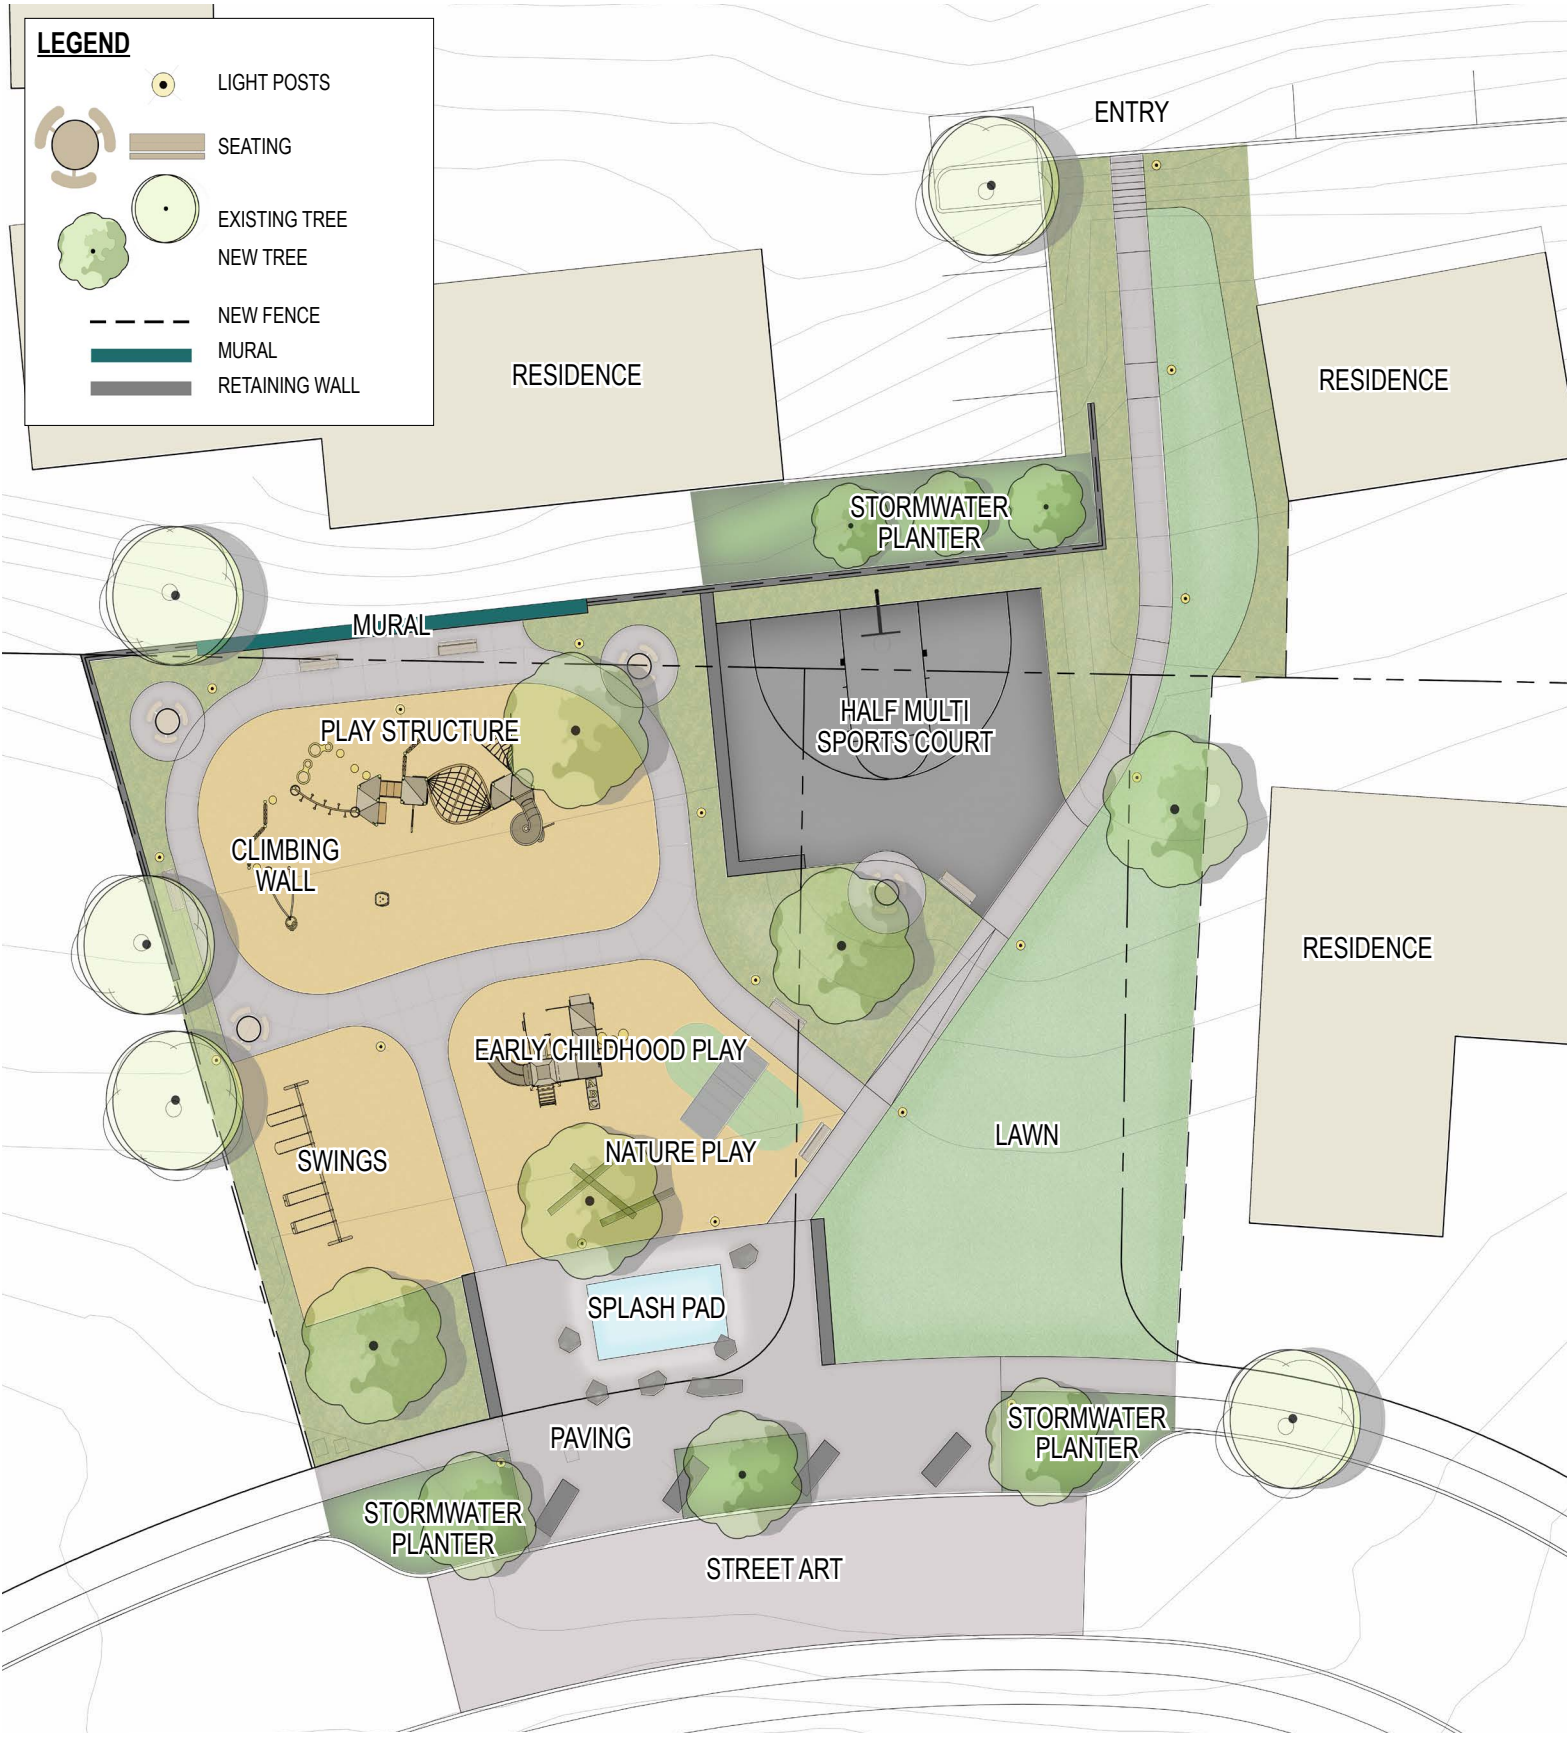 LEGEND
LIGHT POSTS
SEATING
EXISTING TREE
NEW TREE
NEW FENCE
MURAL
RETAINING WALL
ENTRY
RESIDENCE
RESIDENCE
STORMWATER
PLANTER
MURAL
PLAY STRUCTURE
HALF MULTI
SPORTS COURT
CLIMBING
WALL
RESIDENCE
EARLY CHILDHOOD PLAY
SWINGS
NATURE PLAY
LAWN
SPLASH PAD
PAVING
STORMWATER
PLANTER
STORMWATER
PLANTER
STREET ART